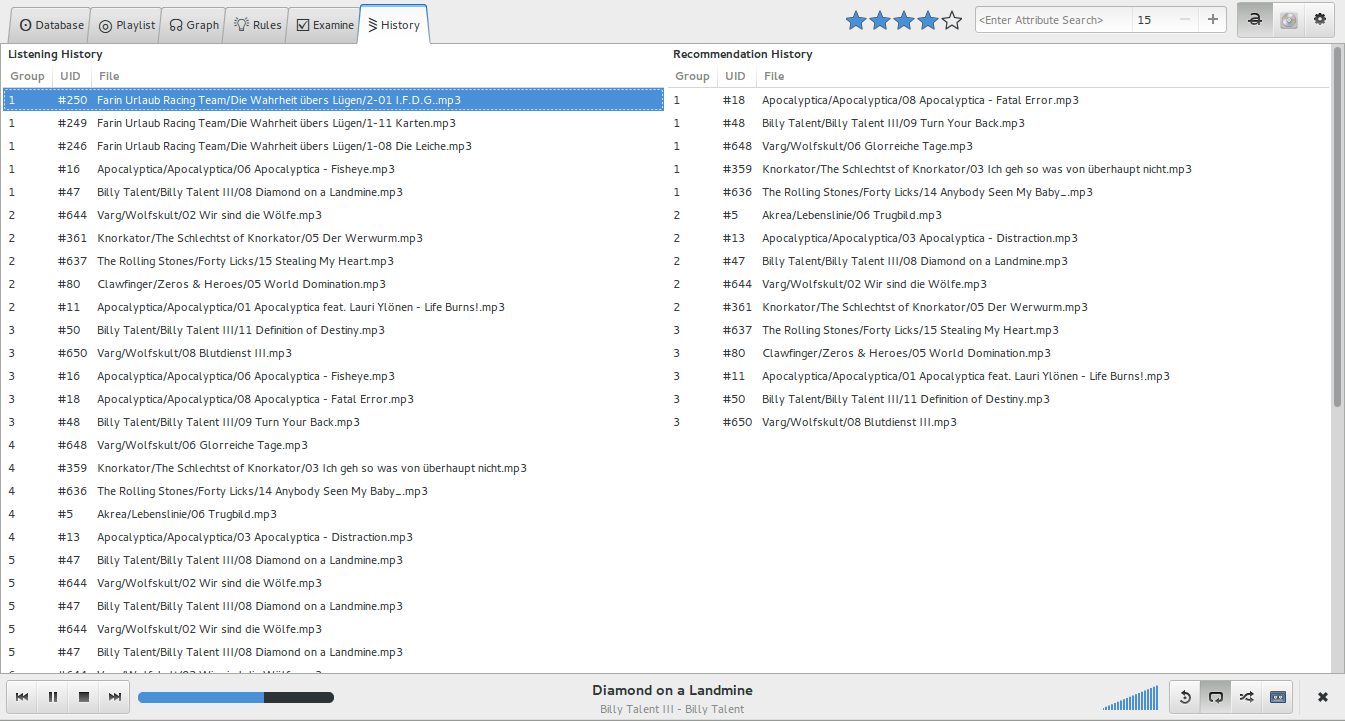 Database Playlist Graph Rules Examine History <Enter Attribute Search> 15
Listening History
Group UID File
1 #250 Farin Urlaub Racing Team/Die Wahrheit übers Lügen/2-01 I.F.D.G..mp3
1 #249 Farin Urlaub Racing Team/Die Wahrheit übers Lügen/1-11 Karten.mp3
1 #246 Farin Urlaub Racing Team/Die Wahrheit übers Lügen/1-08 Die Leiche.mp3
1 #16 Apocalyptica/Apocalyptica/06 Apocalyptica - Fisheye.mp3
1 #47 Billy Talent/Billy Talent III/08 Diamond on a Landmine.mp3
2 #644 Varg/Wolfskult/02 Wir sind die Wölfe.mp3
2 #361 Knorkator/The Schlechtst of Knorkator/05 Der Werwurm.mp3
2 #637 The Rolling Stones/Forty Licks/15 Stealing My Heart.mp3
2 #80 Clawfinger/Zeros & Heroes/05 World Domination.mp3
2 #11 Apocalyptica/Apocalyptica/01 Apocalyptica feat. Lauri Ylönen - Life Burns!.mp3
3 #50 Billy Talent/Billy Talent III/11 Definition of Destiny.mp3
3 #650 Varg/Wolfskult/08 Blutdienst III.mp3
3 #16 Apocalyptica/Apocalyptica/06 Apocalyptica - Fisheye.mp3
3 #18 Apocalyptica/Apocalyptica/08 Apocalyptica - Fatal Error.mp3
3 #48 Billy Talent/Billy Talent III/09 Turn Your Back.mp3
4 #648 Varg/Wolfskult/06 Glorreiche Tage.mp3
4 #359 Knorkator/The Schlechtst of Knorkator/03 Ich geh so was von überhaupt nicht.mp3
4 #636 The Rolling Stones/Forty Licks/14 Anybody Seen My Baby_.mp3
4 #5 Akrea/Lebenslinie/06 Trugbild.mp3
4 #13 Apocalyptica/Apocalyptica/03 Apocalyptica - Distraction.mp3
5 #47 Billy Talent/Billy Talent III/08 Diamond on a Landmine.mp3
5 #644 Varg/Wolfskult/02 Wir sind die Wölfe.mp3
5 #47 Billy Talent/Billy Talent III/08 Diamond on a Landmine.mp3
5 #644 Varg/Wolfskult/02 Wir sind die Wölfe.mp3
5 #47 Billy Talent/Billy Talent III/08 Diamond on a Landmine.mp3
Recommendation History
Group UID File
1 #18 Apocalyptica/Apocalyptica/08 Apocalyptica - Fatal Error.mp3
1 #48 Billy Talent/Billy Talent III/09 Turn Your Back.mp3
1 #648 Varg/Wolfskult/06 Glorreiche Tage.mp3
1 #359 Knorkator/The Schlechtst of Knorkator/03 Ich geh so was von überhaupt nicht.mp3
1 #636 The Rolling Stones/Forty Licks/14 Anybody Seen My Baby_.mp3
2 #5 Akrea/Lebenslinie/06 Trugbild.mp3
2 #13 Apocalyptica/Apocalyptica/03 Apocalyptica - Distraction.mp3
2 #47 Billy Talent/Billy Talent III/08 Diamond on a Landmine.mp3
2 #644 Varg/Wolfskult/02 Wir sind die Wölfe.mp3
2 #361 Knorkator/The Schlechtst of Knorkator/05 Der Werwurm.mp3
3 #637 The Rolling Stones/Forty Licks/15 Stealing My Heart.mp3
3 #80 Clawfinger/Zeros & Heroes/05 World Domination.mp3
3 #11 Apocalyptica/Apocalyptica/01 Apocalyptica feat. Lauri Ylönen - Life Burns!.mp3
3 #50 Billy Talent/Billy Talent III/11 Definition of Destiny.mp3
3 #650 Varg/Wolfskult/08 Blutdienst III.mp3
Diamond on a Landmine
Billy Talent III - Billy Talent